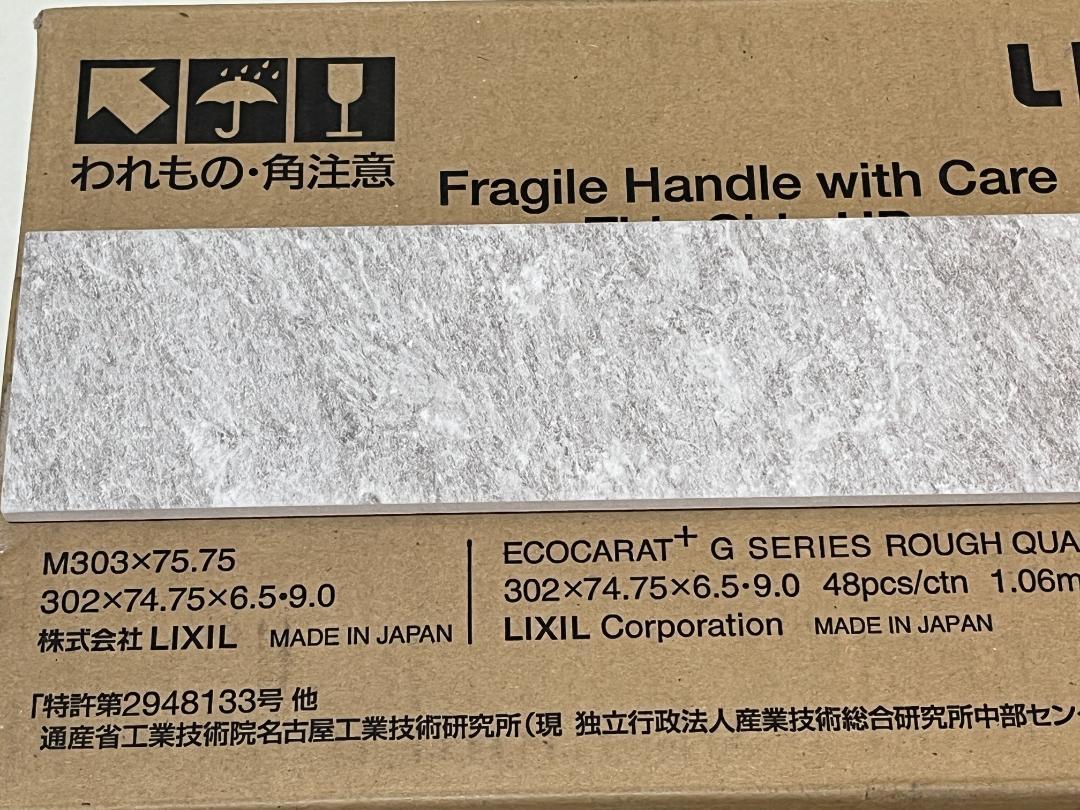 われもの・角注意
Fragile Handle with Care
M303×75.75
302×74.75×6.5・9.0
株式会社 LIXIL MADE IN JAPAN
ECOCARAT+ G SERIES ROUGH
302×74.75×6.5・9.0 48pcs/ctn 1.06m
LIXIL Corporation MADE IN JAPAN
「特許第2948133号 他
通産省工業技術院名古屋工業技術研究所(現 独立行政法人産業技術総合研究所中部セン